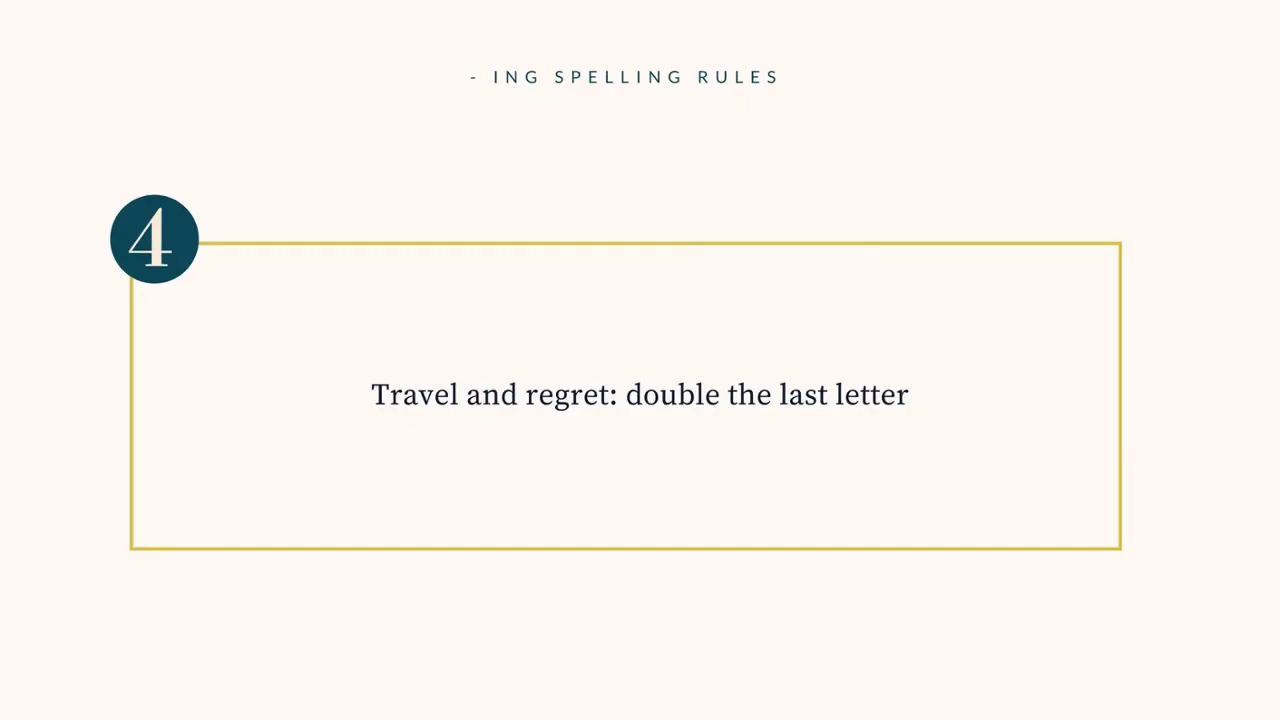 - ING SPELLING RULES
4
Travel and regret: double the last letter